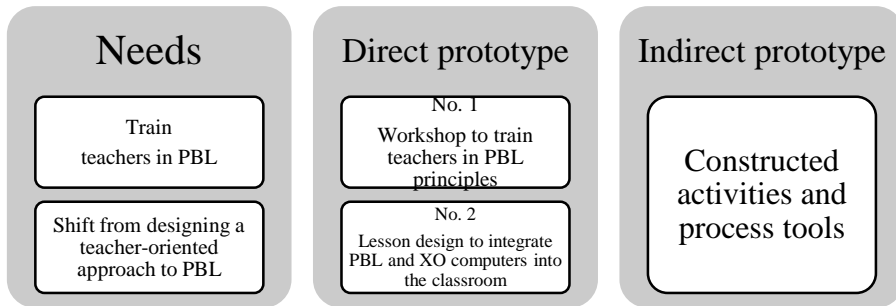 Needs
Train
teachers in PBL
Shift from designing a
teacher-oriented
approach to PBL
Direct prototype
No. 1
Workshop to train
teachers in PBL
principles
No. 2
Lesson design to integrate
PBL and XO computers into
the classroom
Indirect prototype
Constructed
activities and
process tools